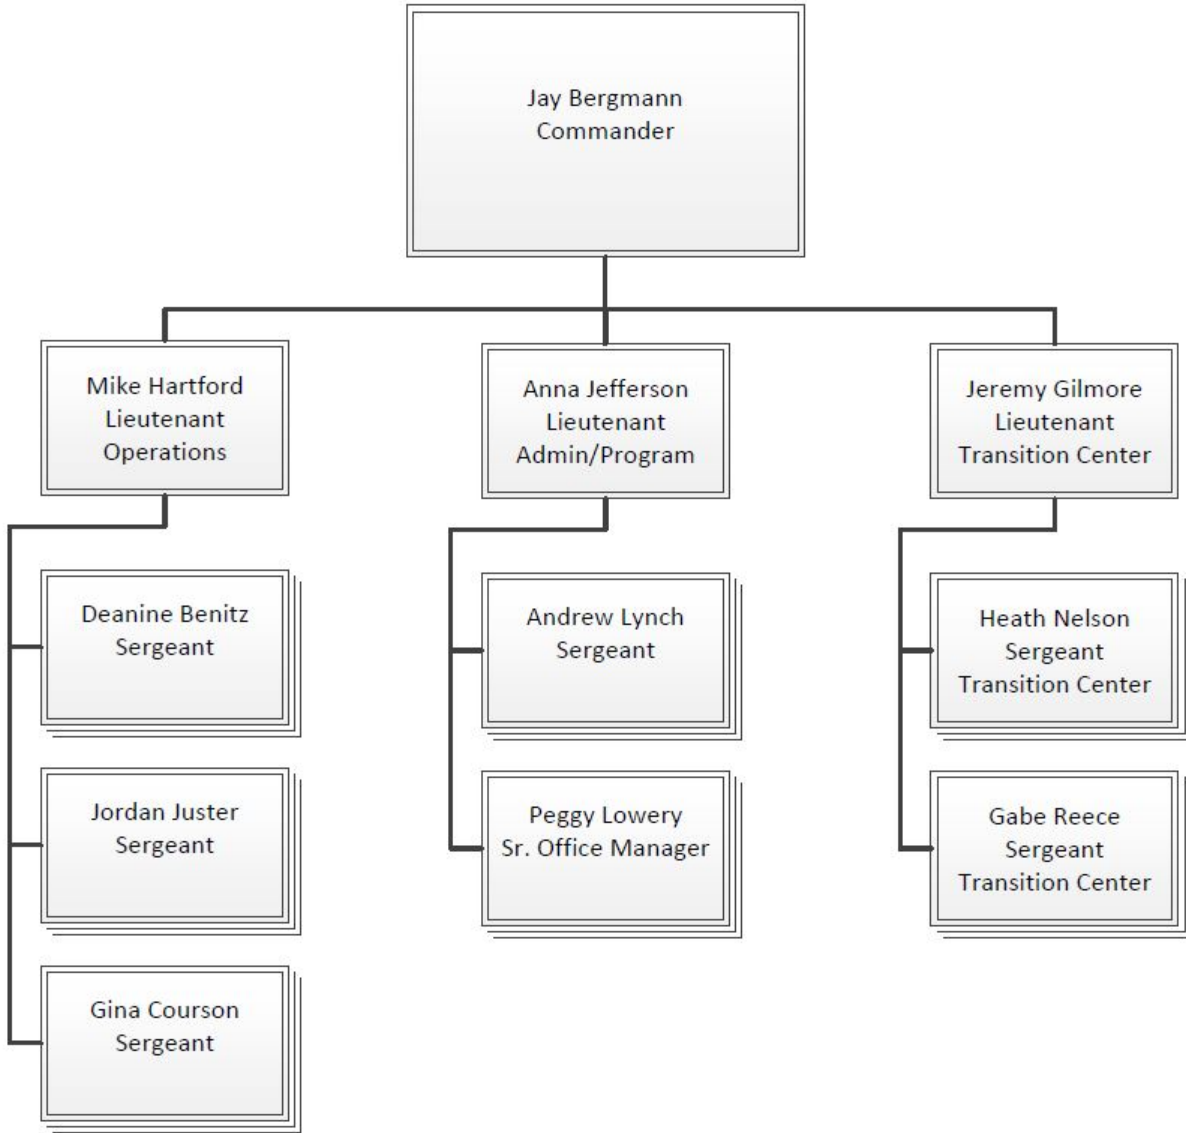 Jay Bergmann
Commander
Mike Hartford
Lieutenant
Operations
Anna Jefferson
Lieutenant
Admin/Program
Jeremy Gilmore
Lieutenant
Transition Center
Deanine Benitz
Sergeant
Andrew Lynch
Sergeant
Heath Nelson
Sergeant
Transition Center
Jordan Juster
Sergeant
Peggy Lowery
Sr. Office Manager
Gabe Reece
Sergeant
Transition Center
Gina Courson
Sergeant